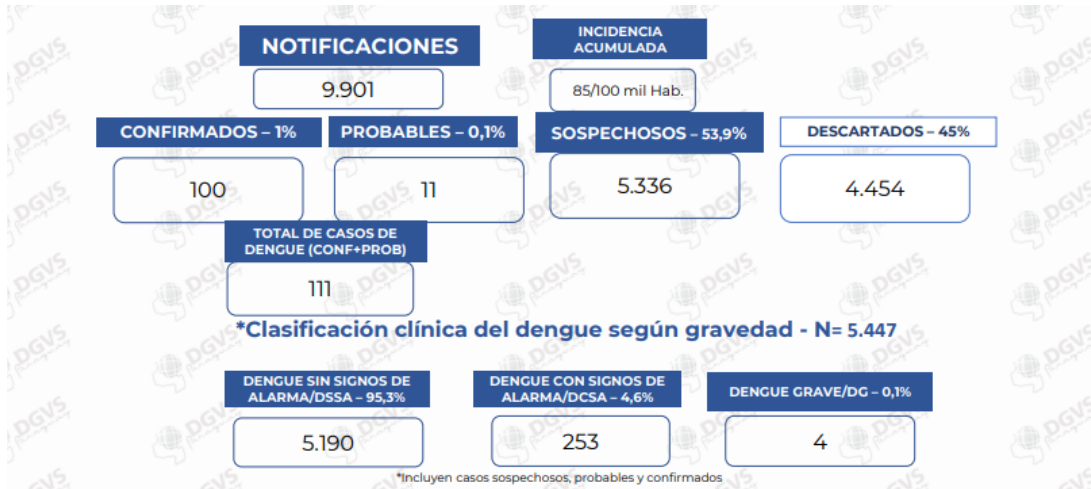 NOTIFICACIONES
9.901
INCIDENCIA
ACUMULADA
85/100 mil Hab.
CONFIRMADOS – 1%
100
PROBABLES – 0,1%
11
SOSPECHOSOS – 53,9%
5.336
DESCARTADOS – 45%
4.454
TOTAL DE CASOS DE
DENGUE (CONF+PROB)
111
*Clasificación clínica del dengue según gravedad - N= 5.447
DENGUE SIN SIGNOS DE
ALARMA/DSSA – 95,3%
5.190
DENGUE CON SIGNOS DE
ALARMA/DCSA – 4,6%
253
DENGUE GRAVE/DG – 0,1%
4
*Incluyen casos sospechosos, probables y confirmados
DGVS